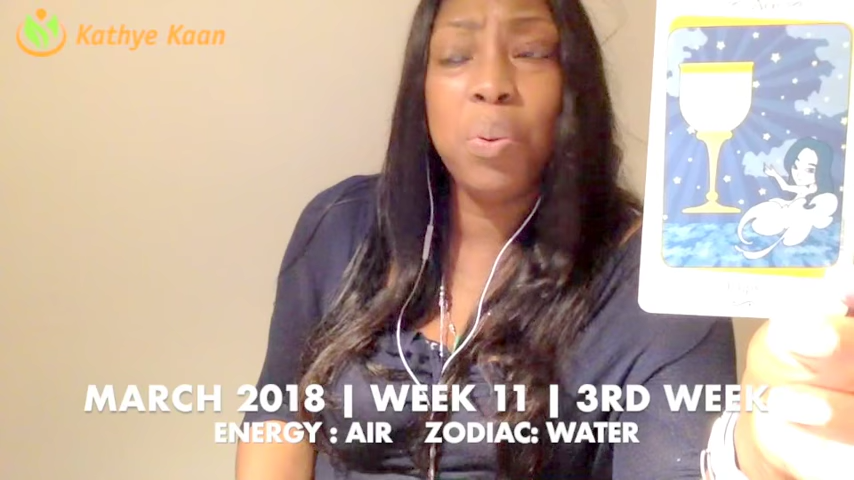 Kathye Kaan
MARCH 2018 | WEEK 11 | 3RD WEEK
ENERGY : AIR ZODIAC: WATER